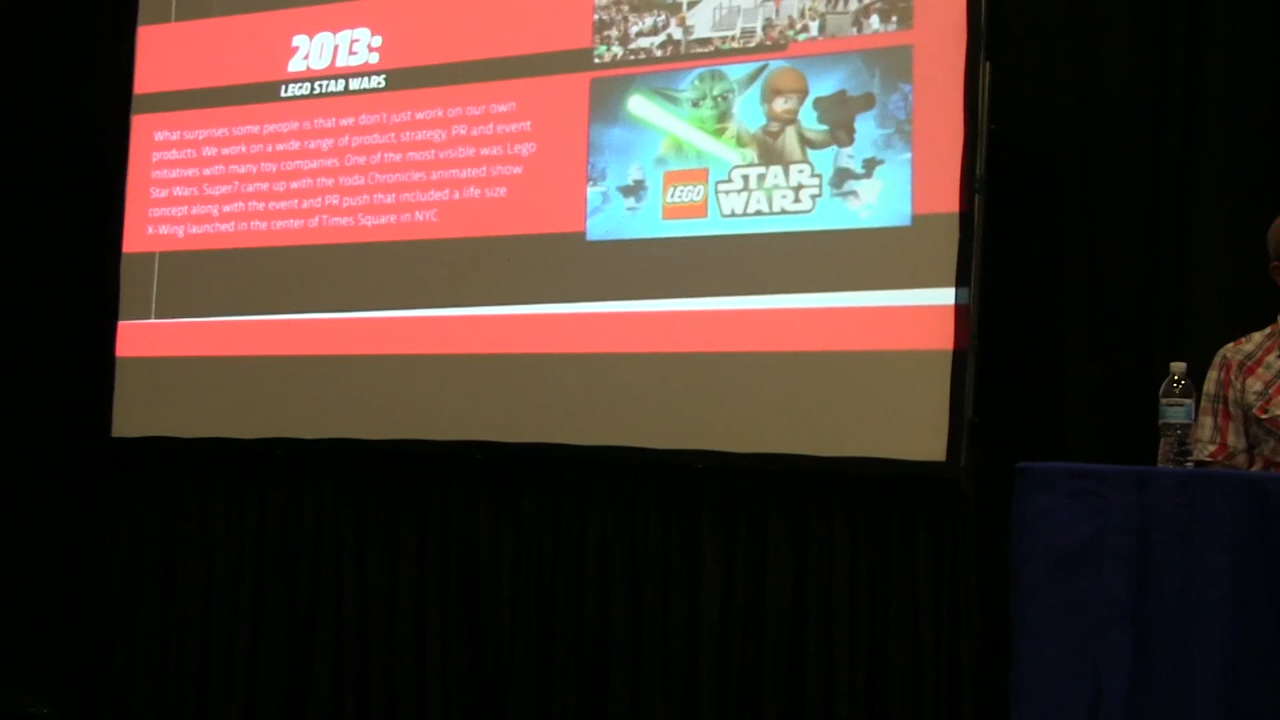 2013:
LEGO STAR WARS
What surprises some people is that we don't just work on our own
products. We work on a wide range of product, strategy, PR and event
initiatives with many toy companies. One of the most visible was Lego
Star Wars. Super7 came up with the Yoda Chronicles animated show
concept along with the event and PR push that included a life size
X-Wing launched in the center of Times Square in NYC
LEGO
STAR
WARS